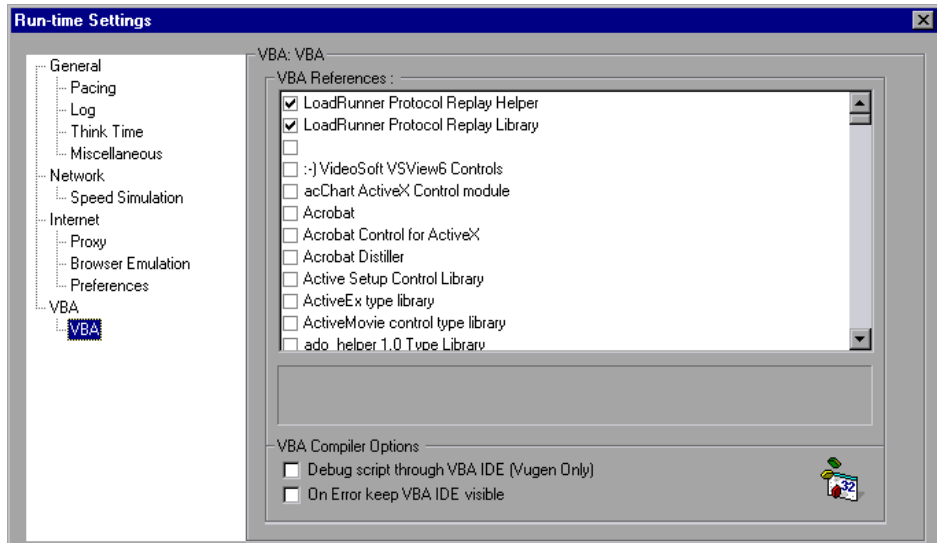 Run-time Settings
General
Pacing
Log
Think Time
Miscellaneous
Network
Speed Simulation
Internet
Proxy
Browser Emulation
Preferences
VBA
VBA
VBA: VBA
VBA References :
LoadRunner Protocol Replay Helper
LoadRunner Protocol Replay Library
:-) VideoSoft VSView6 Controls
acChart ActiveX Control module
Acrobat
Acrobat Control for ActiveX
Acrobat Distiller
Active Setup Control Library
ActiveEx type library
ActiveMovie control type library
ado_helper 1.0 Type Library
VBA Compiler Options
Debug script through VBA IDE (Vugen Only)
On Error keep VBA IDE visible
32